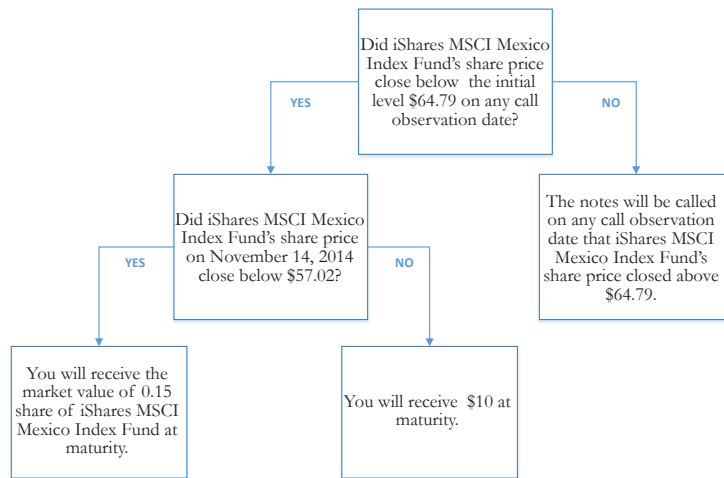 Did iShares MSCI Mexico
Index Fund's share price
close below the initial
level $64.79 on any call
observation date?
YES
NO
Did iShares MSCI Mexico
Index Fund's share price
on November 14, 2014
close below $57.02?
The notes will be called
on any call observation
date that iShares MSCI
Mexico Index Fund's
share price closed above
$64.79.
YES
NO
You will receive the
market value of 0.15
share of iShares MSCI
Mexico Index Fund at
maturity.
You will receive $10 at
maturity.